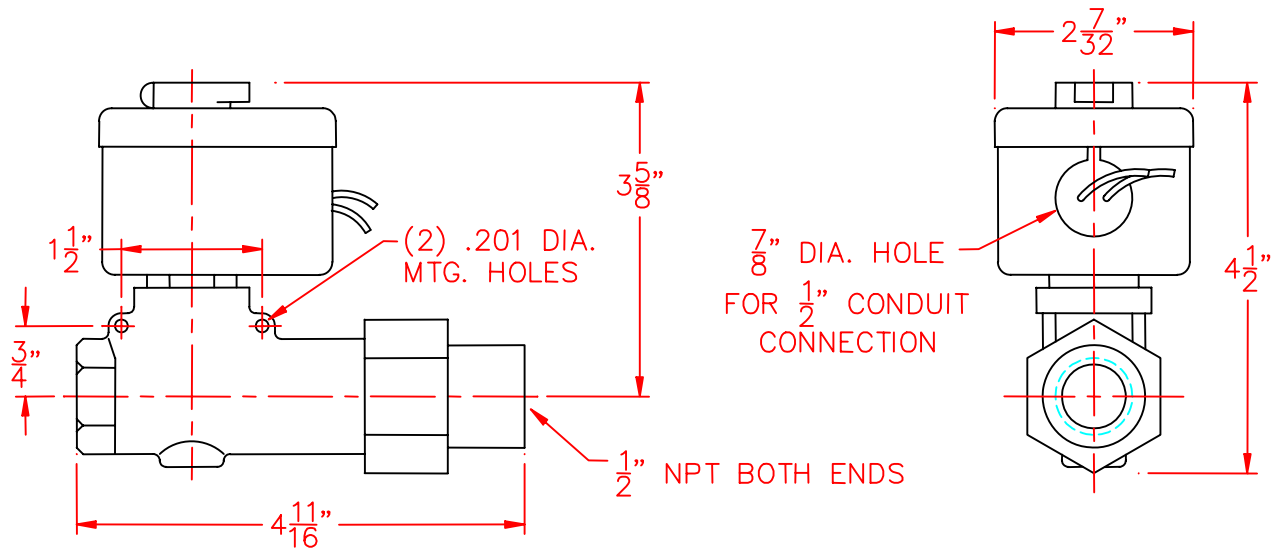 2 7/32"
3 5/8"
1 1/2"
(2) .201 DIA.
MTG. HOLES
7/8" DIA. HOLE
FOR 1/2" CONDUIT
CONNECTION
4 1/2"
3/4"
1/2" NPT BOTH ENDS
4 11/16"